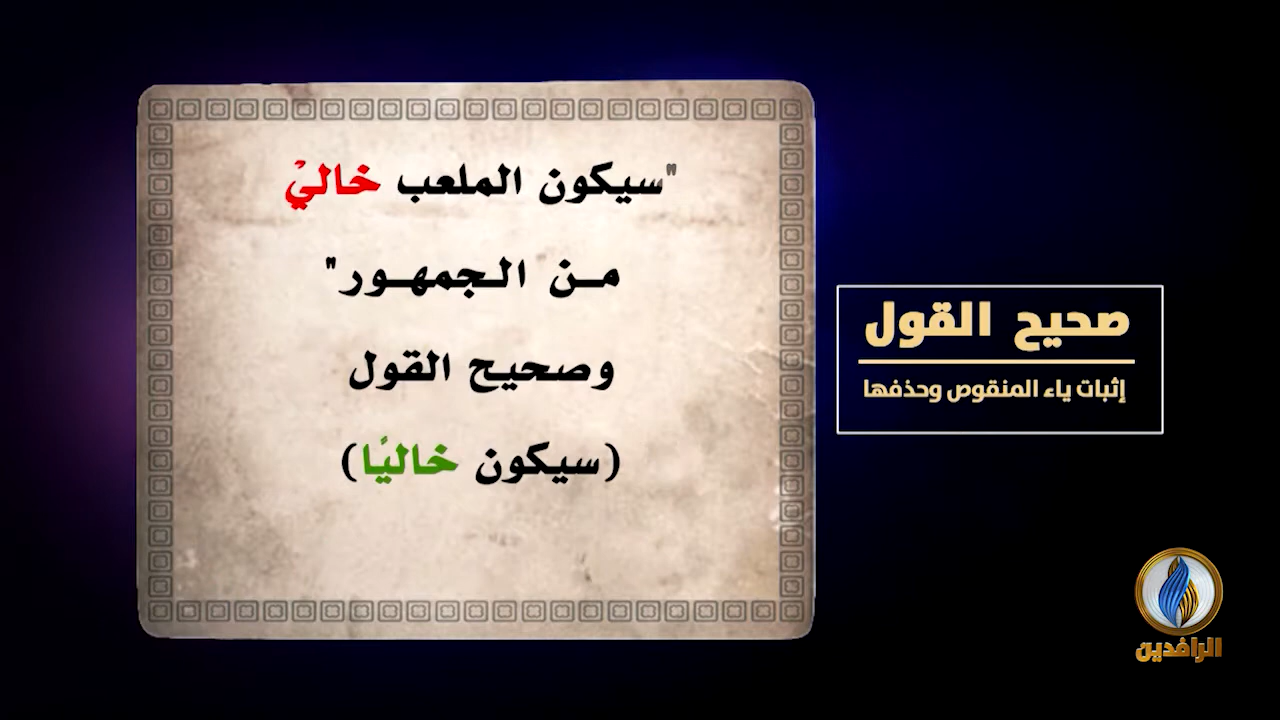 "سيكون الملعب خاليْ
مـن الـجمهـور"
وصحيح القول
(سيكون خاليًا)
صحيح القول
إثبات ياء المنقوص وحذفها
الرافدين